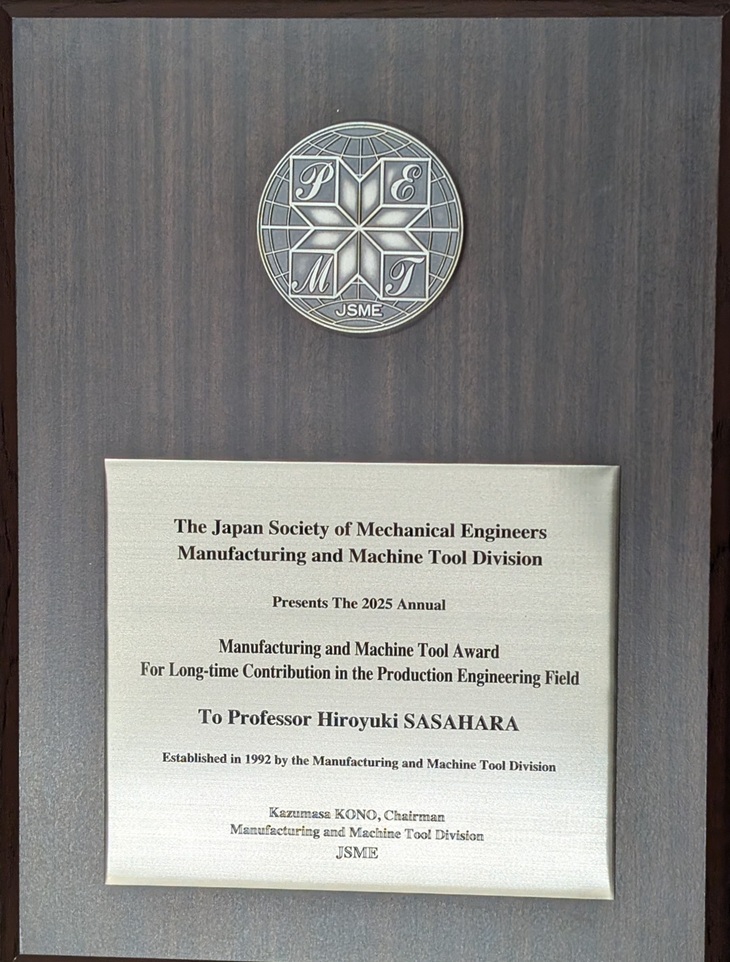 P E
M T
JSME
The Japan Society of Mechanical Engineers
Manufacturing and Machine Tool Division
Presents The 2025 Annual
Manufacturing and Machine Tool Award
For Long-time Contribution in the Production Engineering Field
To Professor Hiroyuki SASAHARA
Established in 1992 by the Manufacturing and Machine Tool Division
Kazumasa KONO, Chairman
Manufacturing and Machine Tool Division
JSME